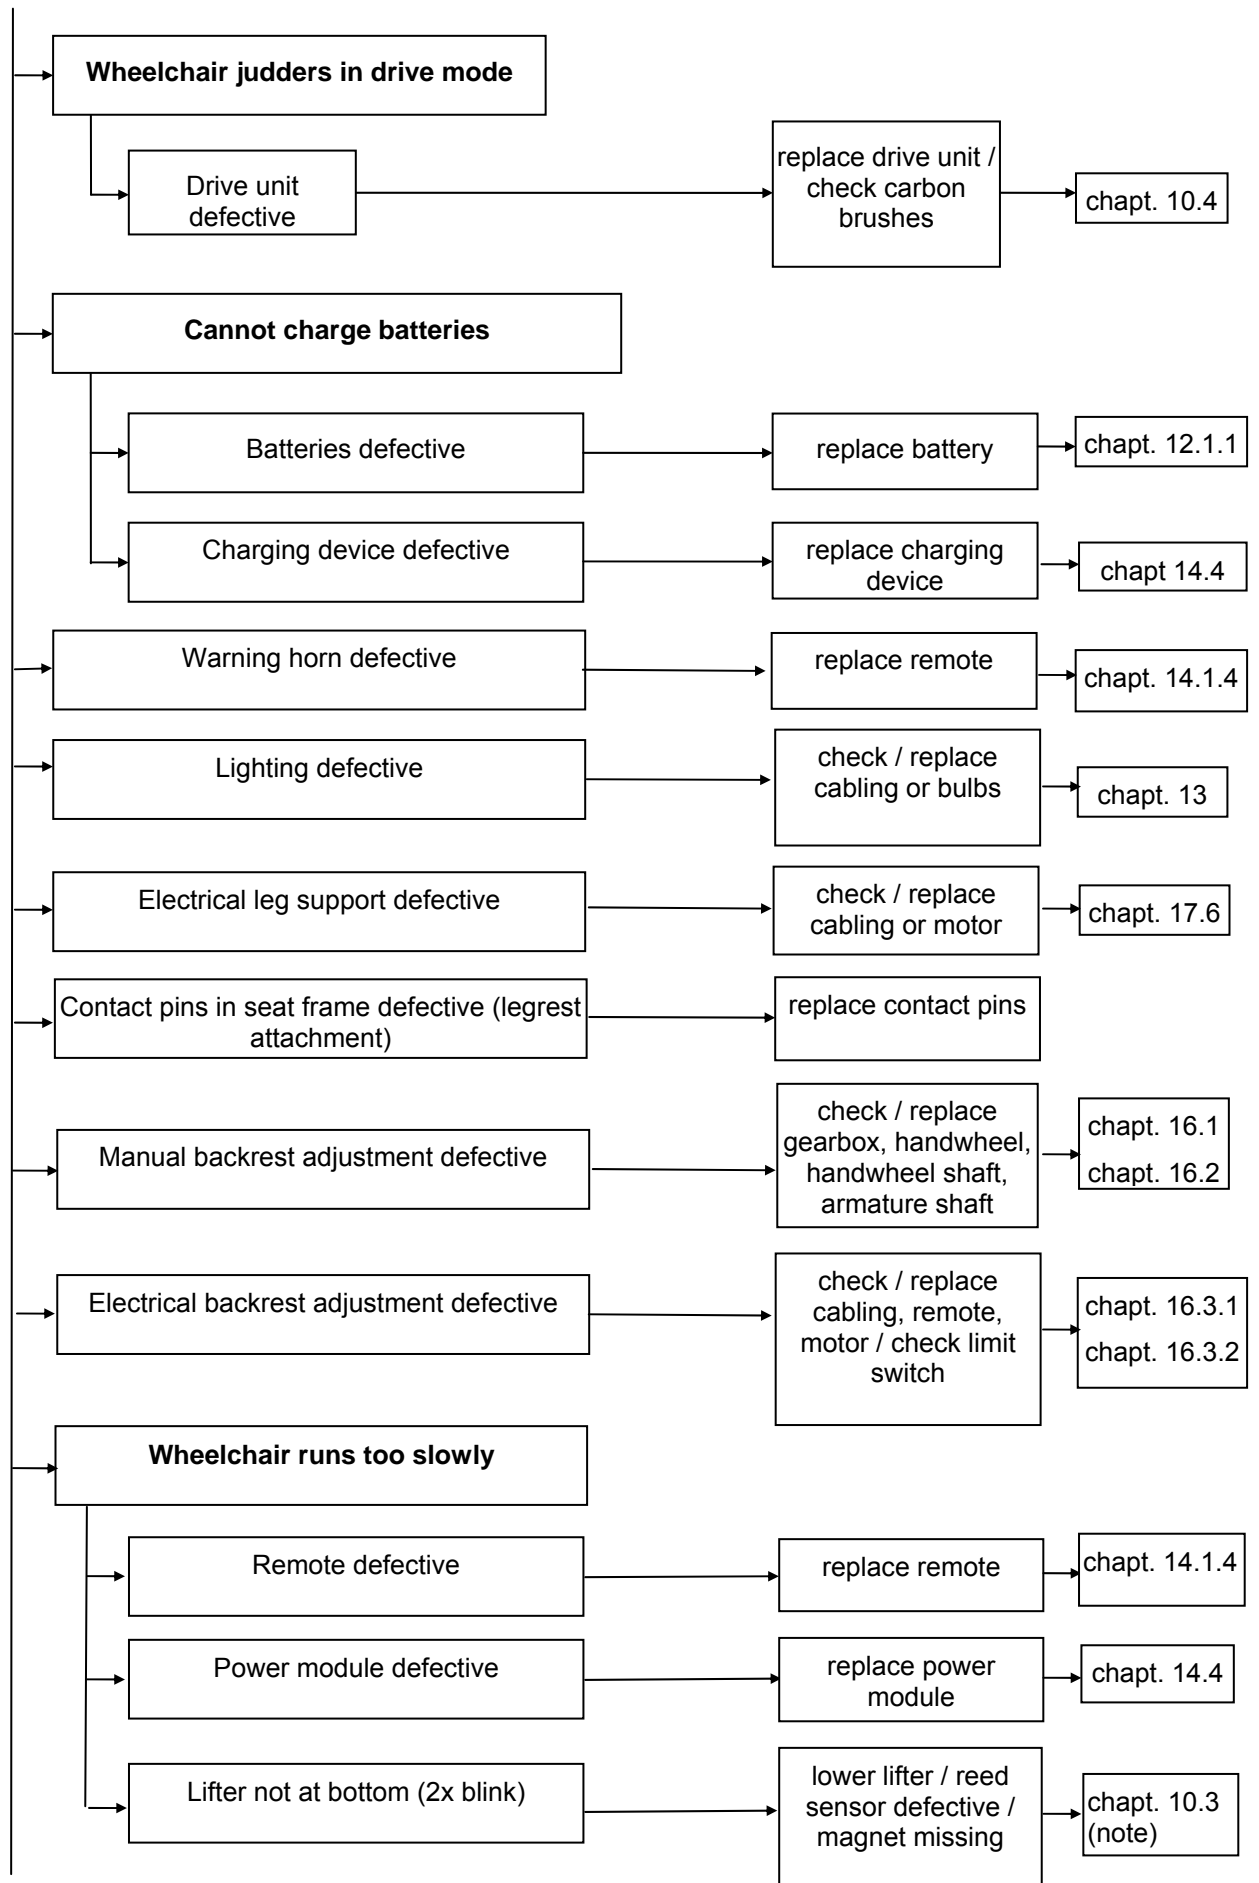 Wheelchair judders in drive mode
Drive unit
defective
replace drive unit /
check carbon
brushes
chapt. 10.4
Cannot charge batteries
Batteries defective
replace battery
chapt. 12.1.1
Charging device defective
replace charging
device
chapt 14.4
Warning horn defective
replace remote
chapt. 14.1.4
Lighting defective
check / replace
cabling or bulbs
chapt. 13
Electrical leg support defective
check / replace
cabling or motor
chapt. 17.6
Contact pins in seat frame defective (legrest
attachment)
replace contact pins
Manual backrest adjustment defective
check / replace
gearbox, handwheel,
handwheel shaft,
armature shaft
chapt. 16.1
chapt. 16.2
Electrical backrest adjustment defective
check / replace
cabling, remote,
motor / check limit
switch
chapt. 16.3.1
chapt. 16.3.2
Wheelchair runs too slowly
Remote defective
replace remote
chapt. 14.1.4
Power module defective
replace power
module
chapt. 14.4
Lifter not at bottom (2x blink)
lower lifter / reed
sensor defective /
magnet missing
chapt. 10.3
(note)